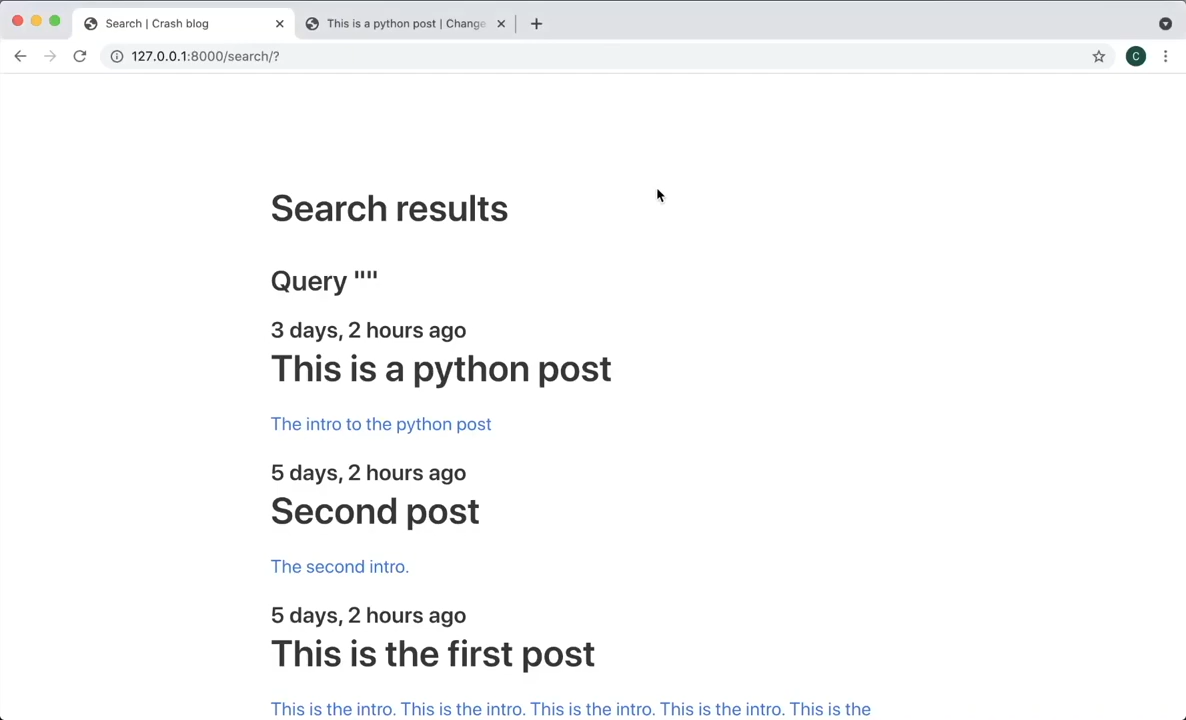 Search | Crash blog
This is a python post | Change
127.0.0.1:8000/search/?
C
Search results
Query ""
3 days, 2 hours ago
This is a python post
The intro to the python post
5 days, 2 hours ago
Second post
The second intro.
5 days, 2 hours ago
This is the first post
This is the intro. This is the intro. This is the intro. This is the intro. This is the